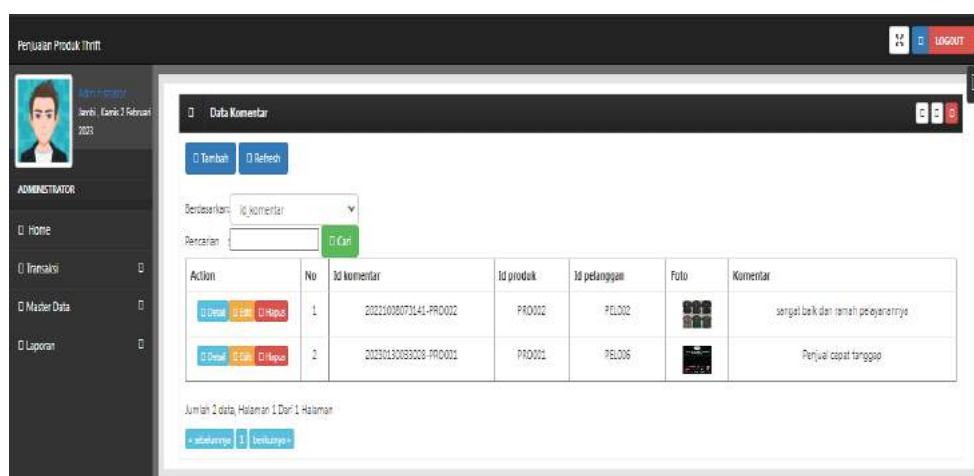 Penjualan Produk Thrift
LOGOUT
Administrator
Jambi , Kamis 2 Februari
2023
ADMINISTRATOR
Home
Transaksi
Master Data
Laporan
Data Komentar
Tambah Refresh
Berdasarkan: id_komentar
Pencarian : Cari
Action No Id komentar Id produk Id pelanggan Foto Komentar
Detail Edit Hapus 1 20221008073141-PRO002 PRO002 PEL002 sangat baik dan ramah pelayanannya
Detail Edit Hapus 2 20230130093028-PRO001 PRO001 PEL006 Penjual cepat tanggap
Jumlah 2 data, Halaman 1 Dari 1 Halaman
« sebelumnya 1 berikutnya »